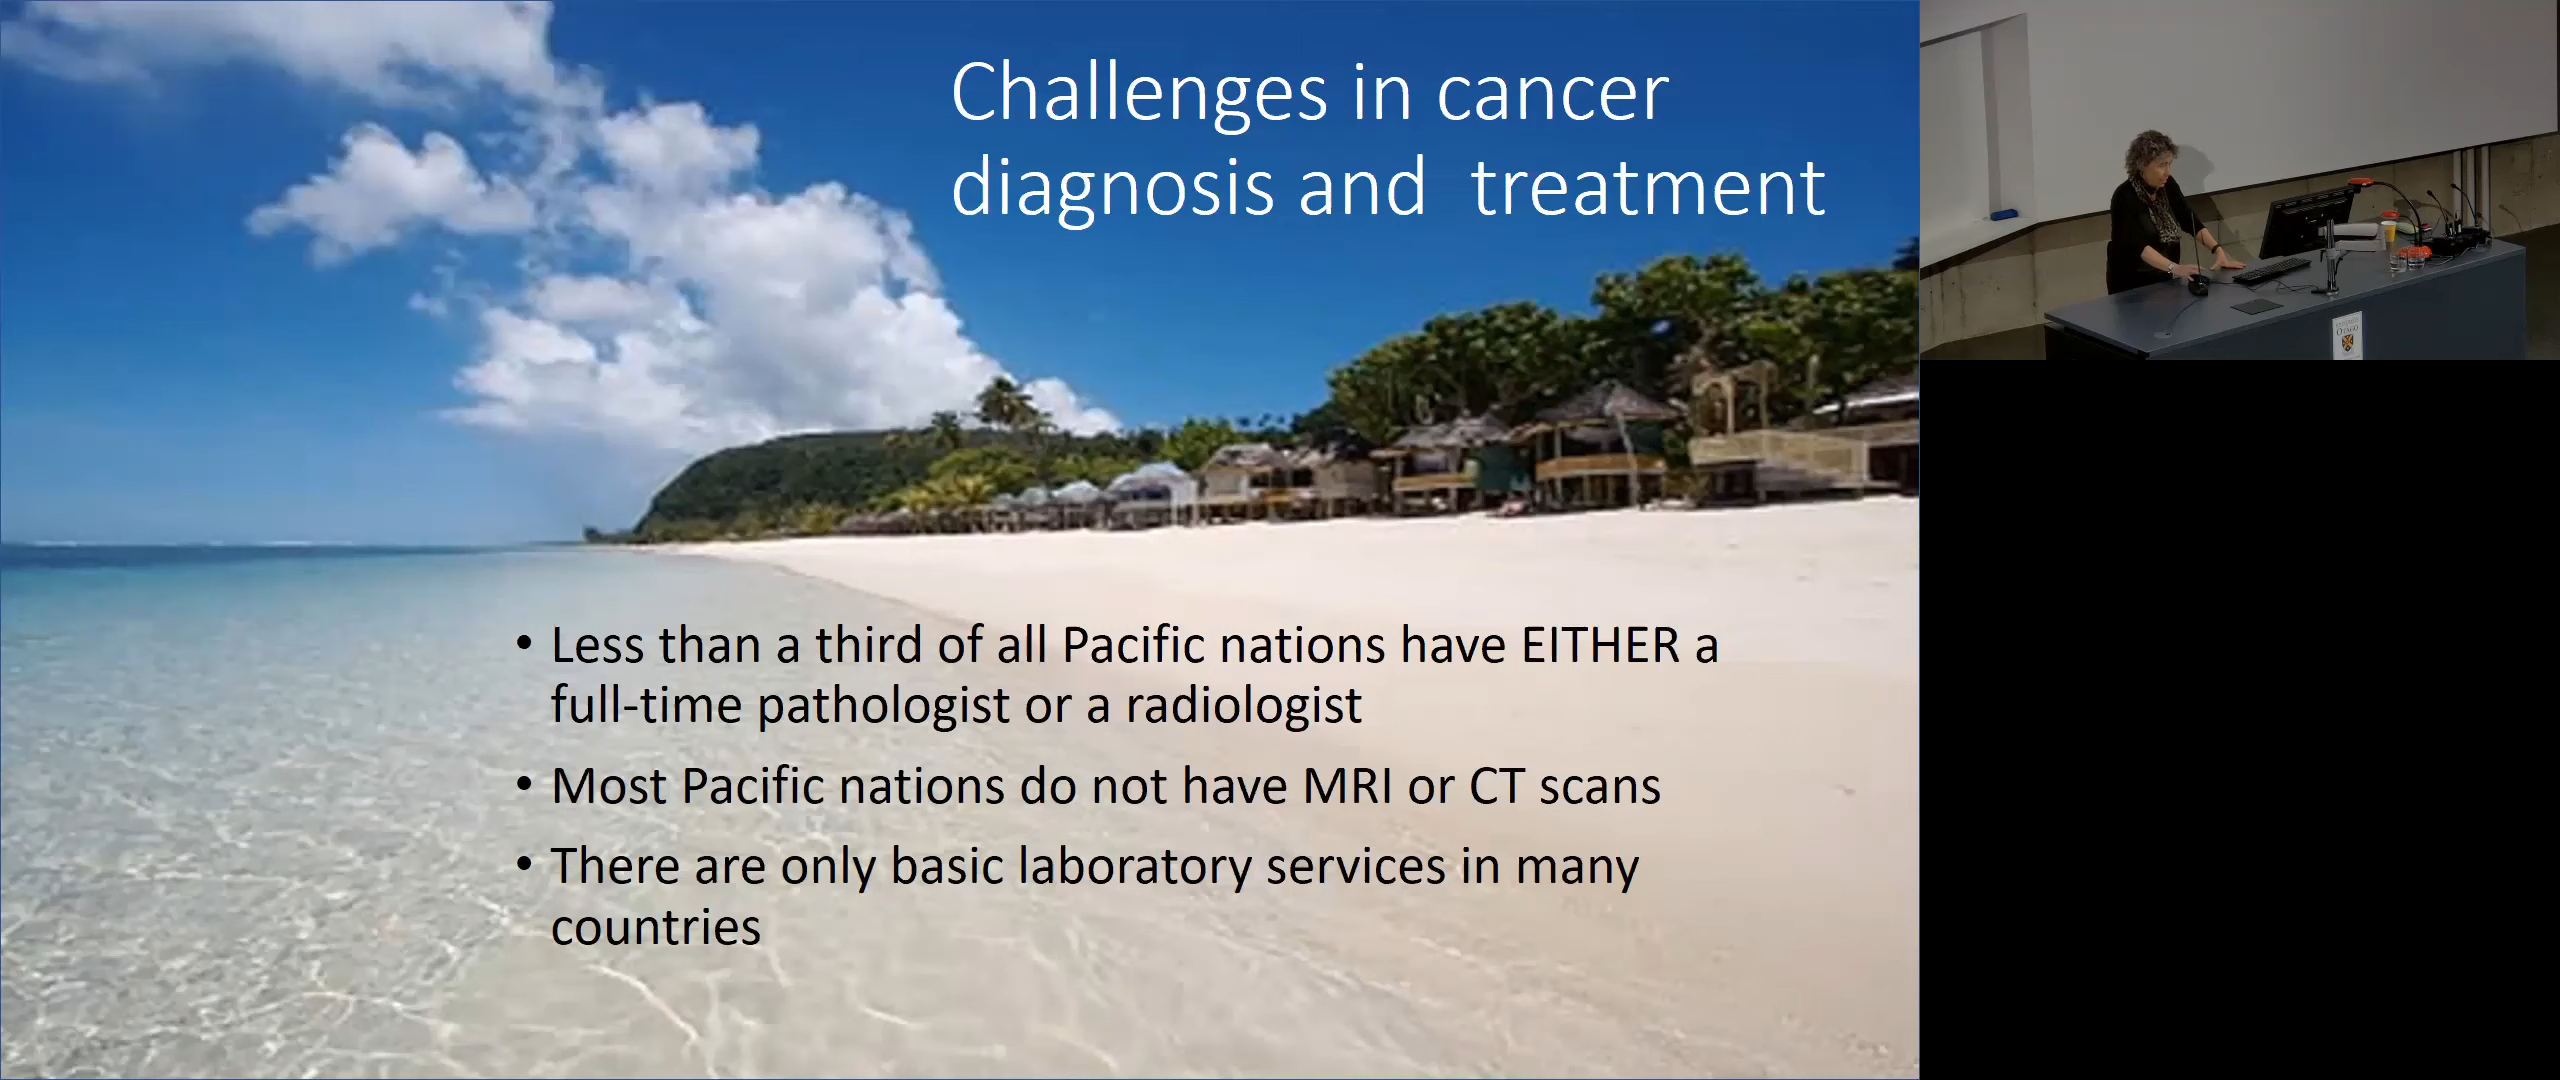 Challenges in cancer
diagnosis and  treatment
• Less than a third of all Pacific nations have EITHER a
full-time pathologist or a radiologist
• Most Pacific nations do not have MRI or CT scans
• There are only basic laboratory services in many
countries
OTAGO